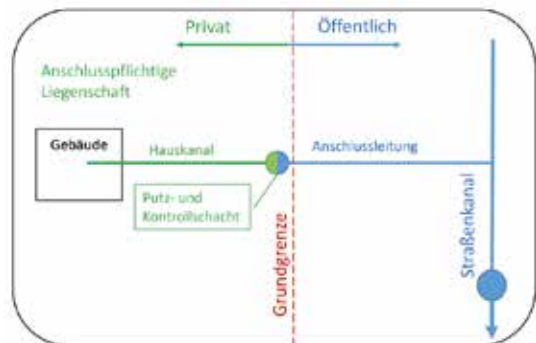 Privat
Öffentlich
Anschlusspflichtige
Liegenschaft
Gebäude
Hauskanal
Anschlussleitung
Putz- und
Kontrollschacht
Grundgrenze
Straßenkanal